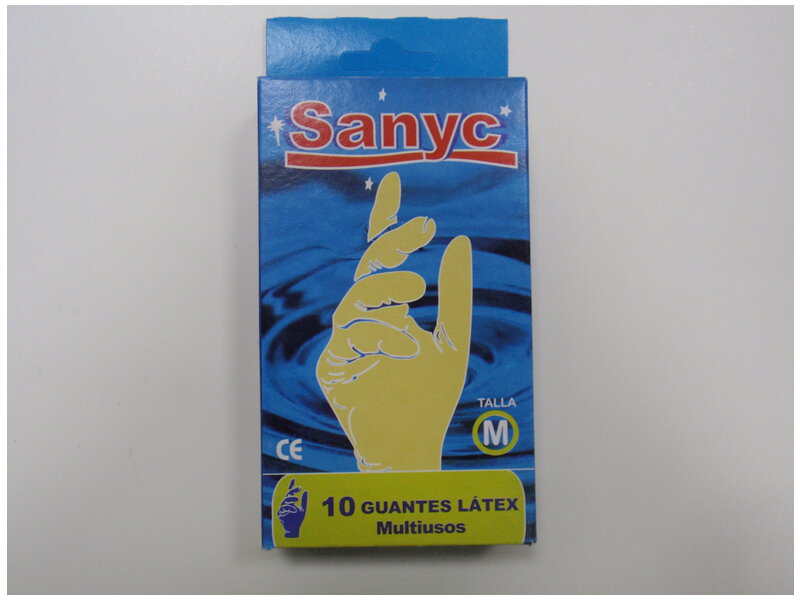 Sanyc
TALLA
M
CE
10 GUANTES LÁTEX
Multiusos